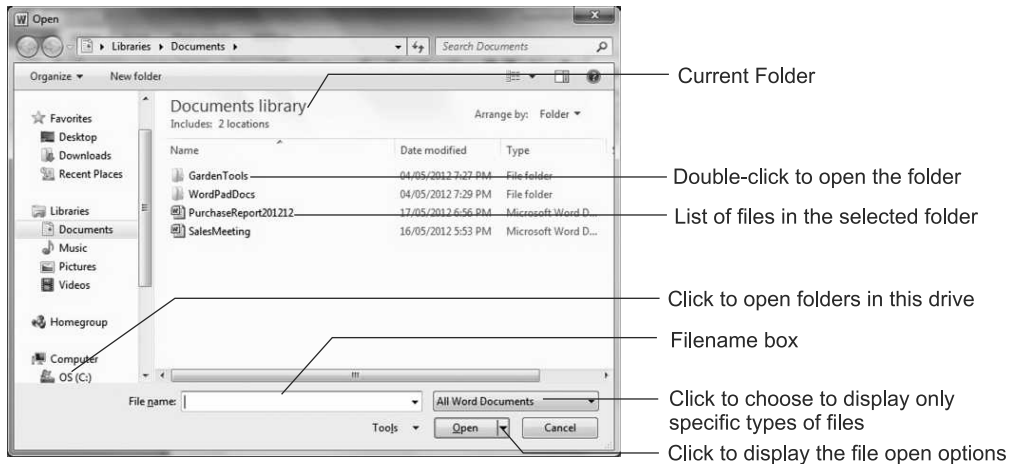 Open
Libraries ▸ Documents ▸
Search Documents
Organize ▾ New folder
Favorites
Desktop
Downloads
Recent Places
Libraries
Documents
Music
Pictures
Videos
Homegroup
Computer
OS (C:)
Documents library
Includes: 2 locations
Arrange by: Folder ▾
Name Date modified Type
GardenTools 04/05/2012 7:27 PM File folder
WordPadDocs 04/05/2012 7:29 PM File folder
PurchaseReport201212 17/05/2012 6:56 PM Microsoft Word D...
SalesMeeting 16/05/2012 5:53 PM Microsoft Word D...
File name: All Word Documents
Tools ▾ Open Cancel
Current Folder
Double-click to open the folder
List of files in the selected folder
Click to open folders in this drive
Filename box
Click to choose to display only
specific types of files
Click to display the file open options